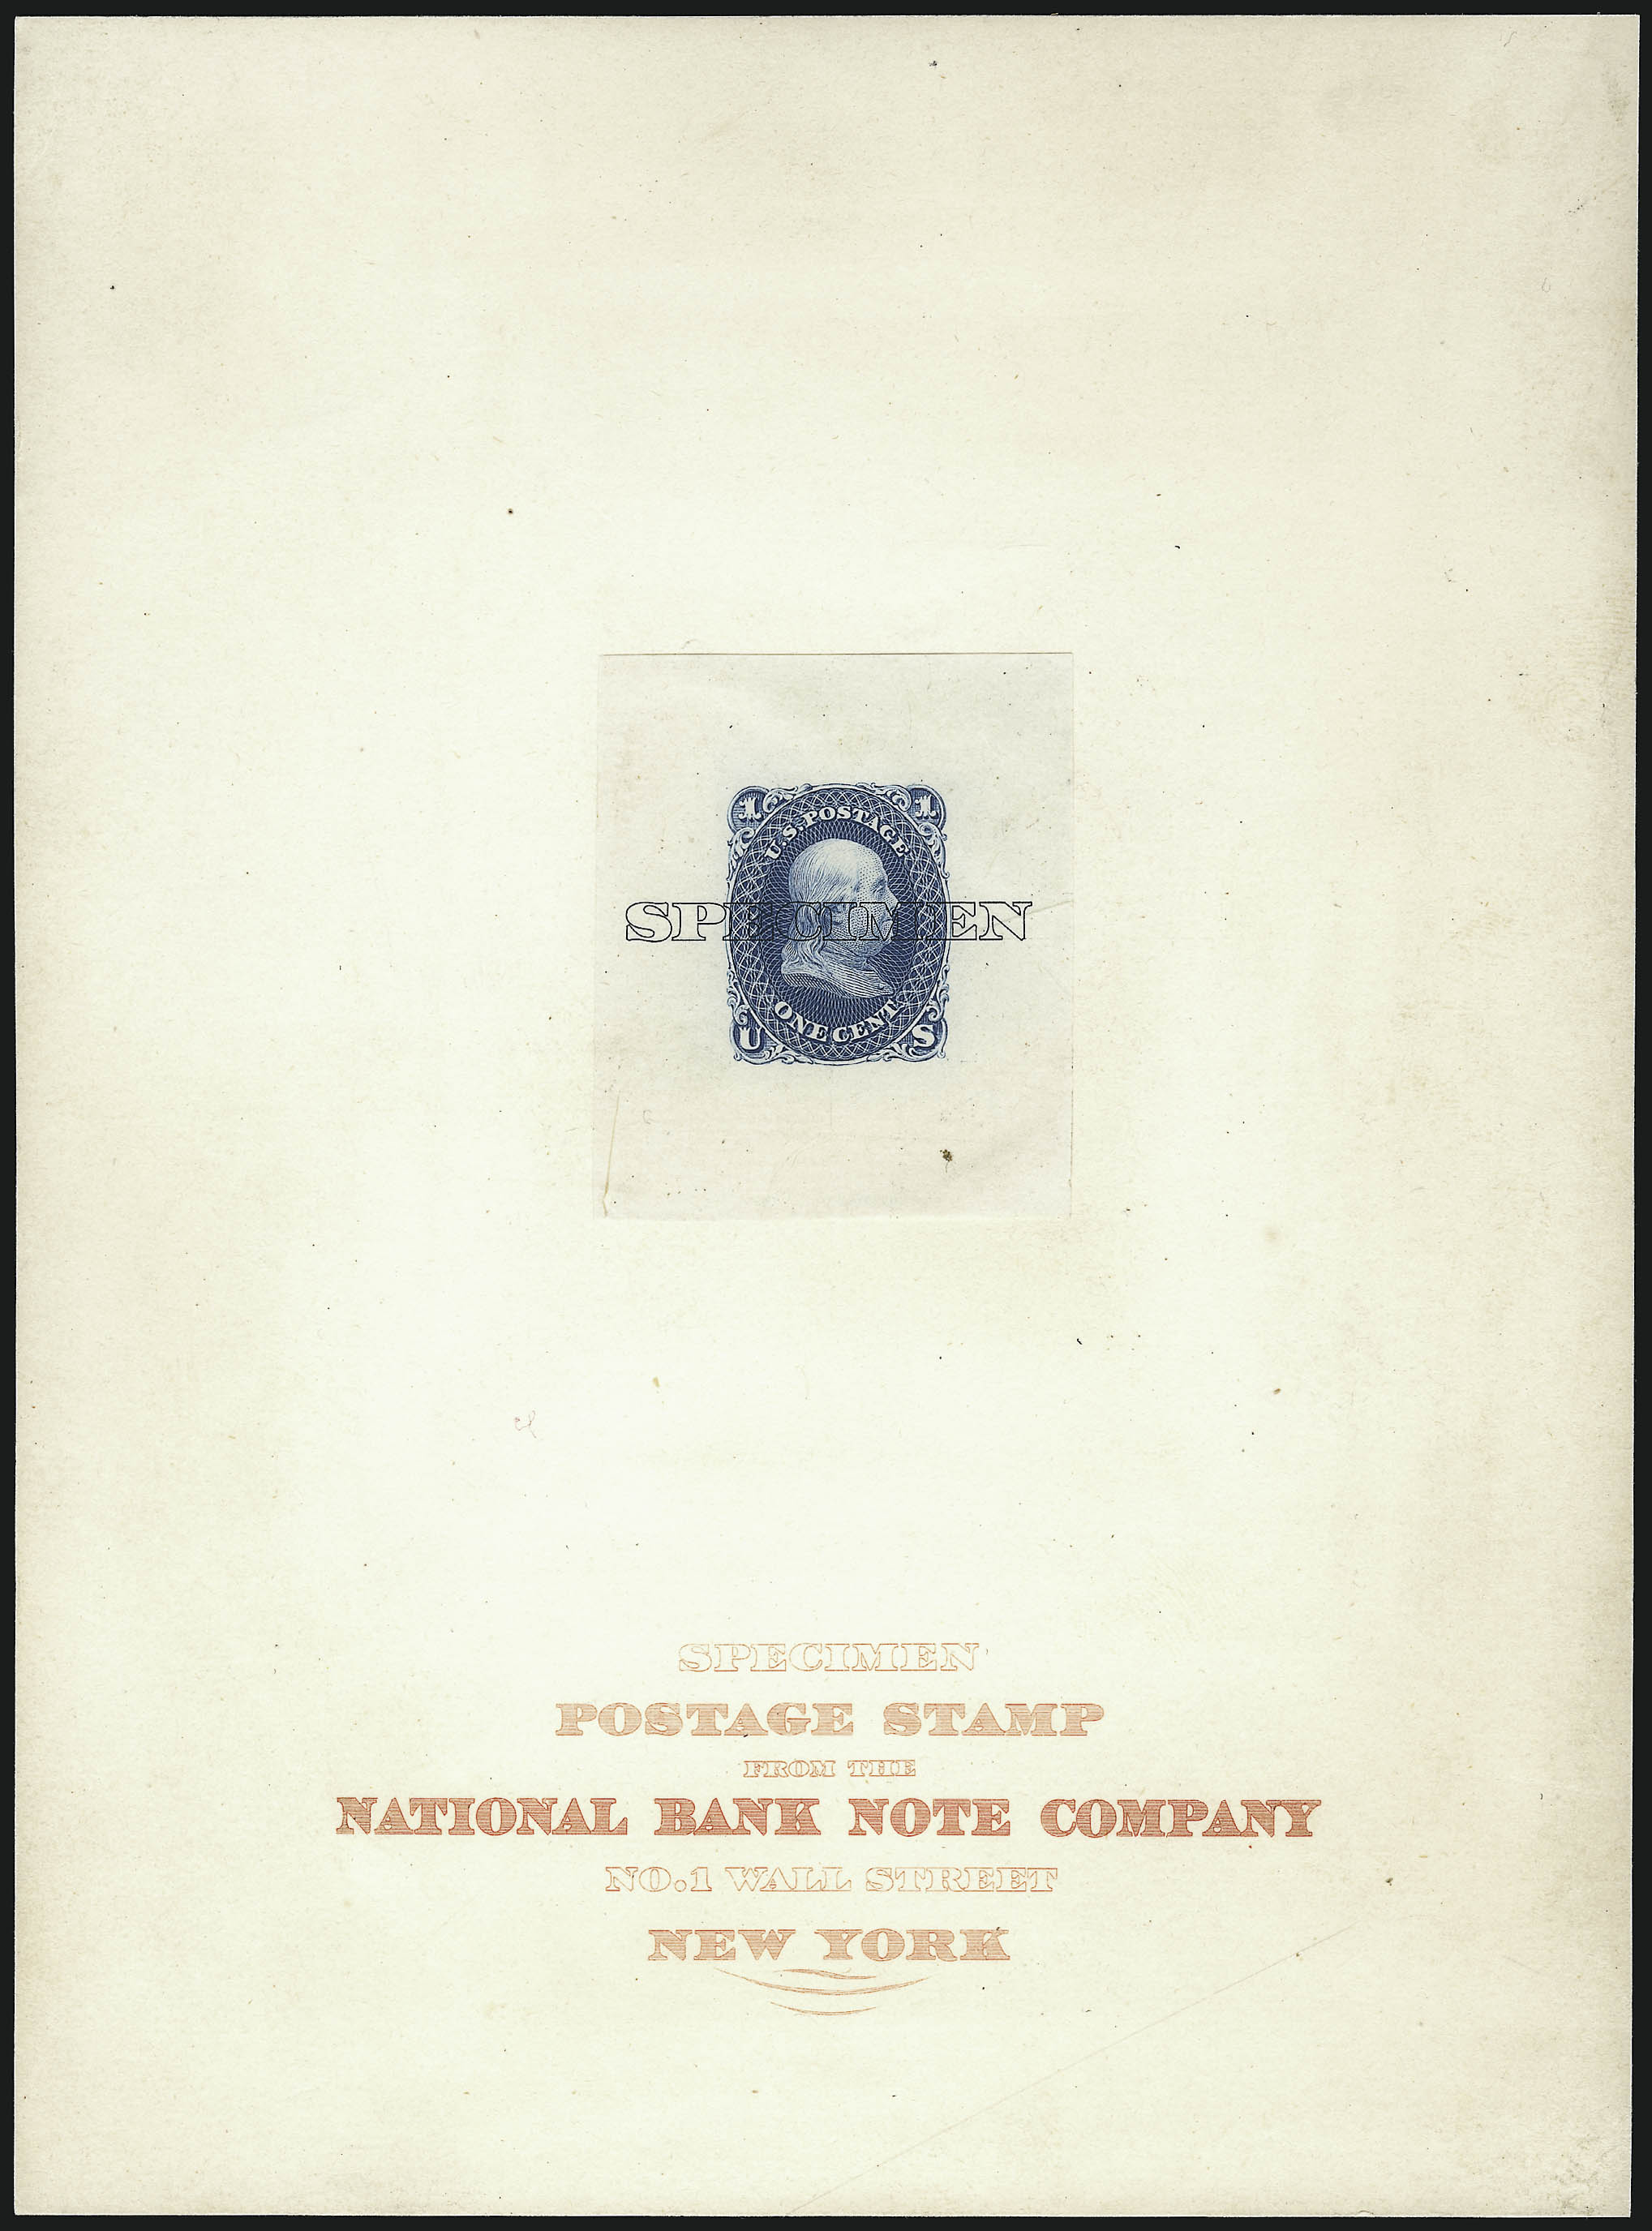 1 1
U.S. POSTAGE
SPECIMEN
ONE CENT
U S
SPECIMEN
POSTAGE STAMP
FROM THE
NATIONAL BANK NOTE COMPANY
NO. 1 WALL STREET
NEW YORK